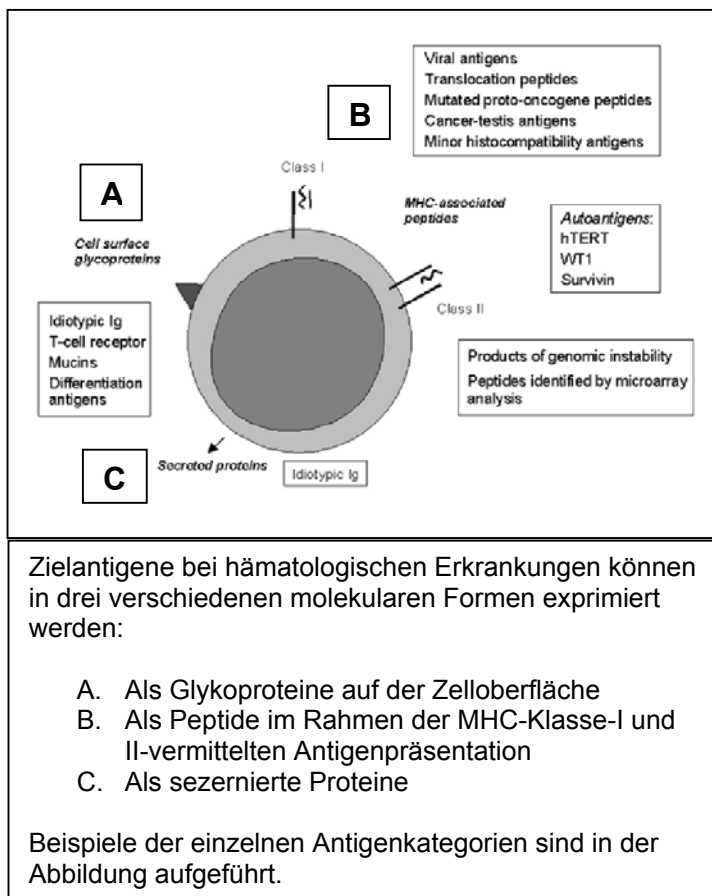 Viral antigens
Translocation peptides
Mutated proto-oncogene peptides
Cancer-testis antigens
Minor histocompatibility antigens
B
Class I
A
MHC-associated
peptides
Cell surface
glycoproteins
Autoantigens:
hTERT
WT1
Survivin
Class II
Idiotypic Ig
T-cell receptor
Mucins
Differentiation
antigens
Products of genomic instability
Peptides identified by microarray
analysis
C
Secreted proteins
Idiotypic Ig
Zielantigene bei hämatologischen Erkrankungen können
in drei verschiedenen molekularen Formen exprimiert
werden:
A. Als Glykoproteine auf der Zelloberfläche
B. Als Peptide im Rahmen der MHC-Klasse-I und
II-vermittelten Antigenpräsentation
C. Als sezernierte Proteine
Beispiele der einzelnen Antigenkategorien sind in der
Abbildung aufgeführt.